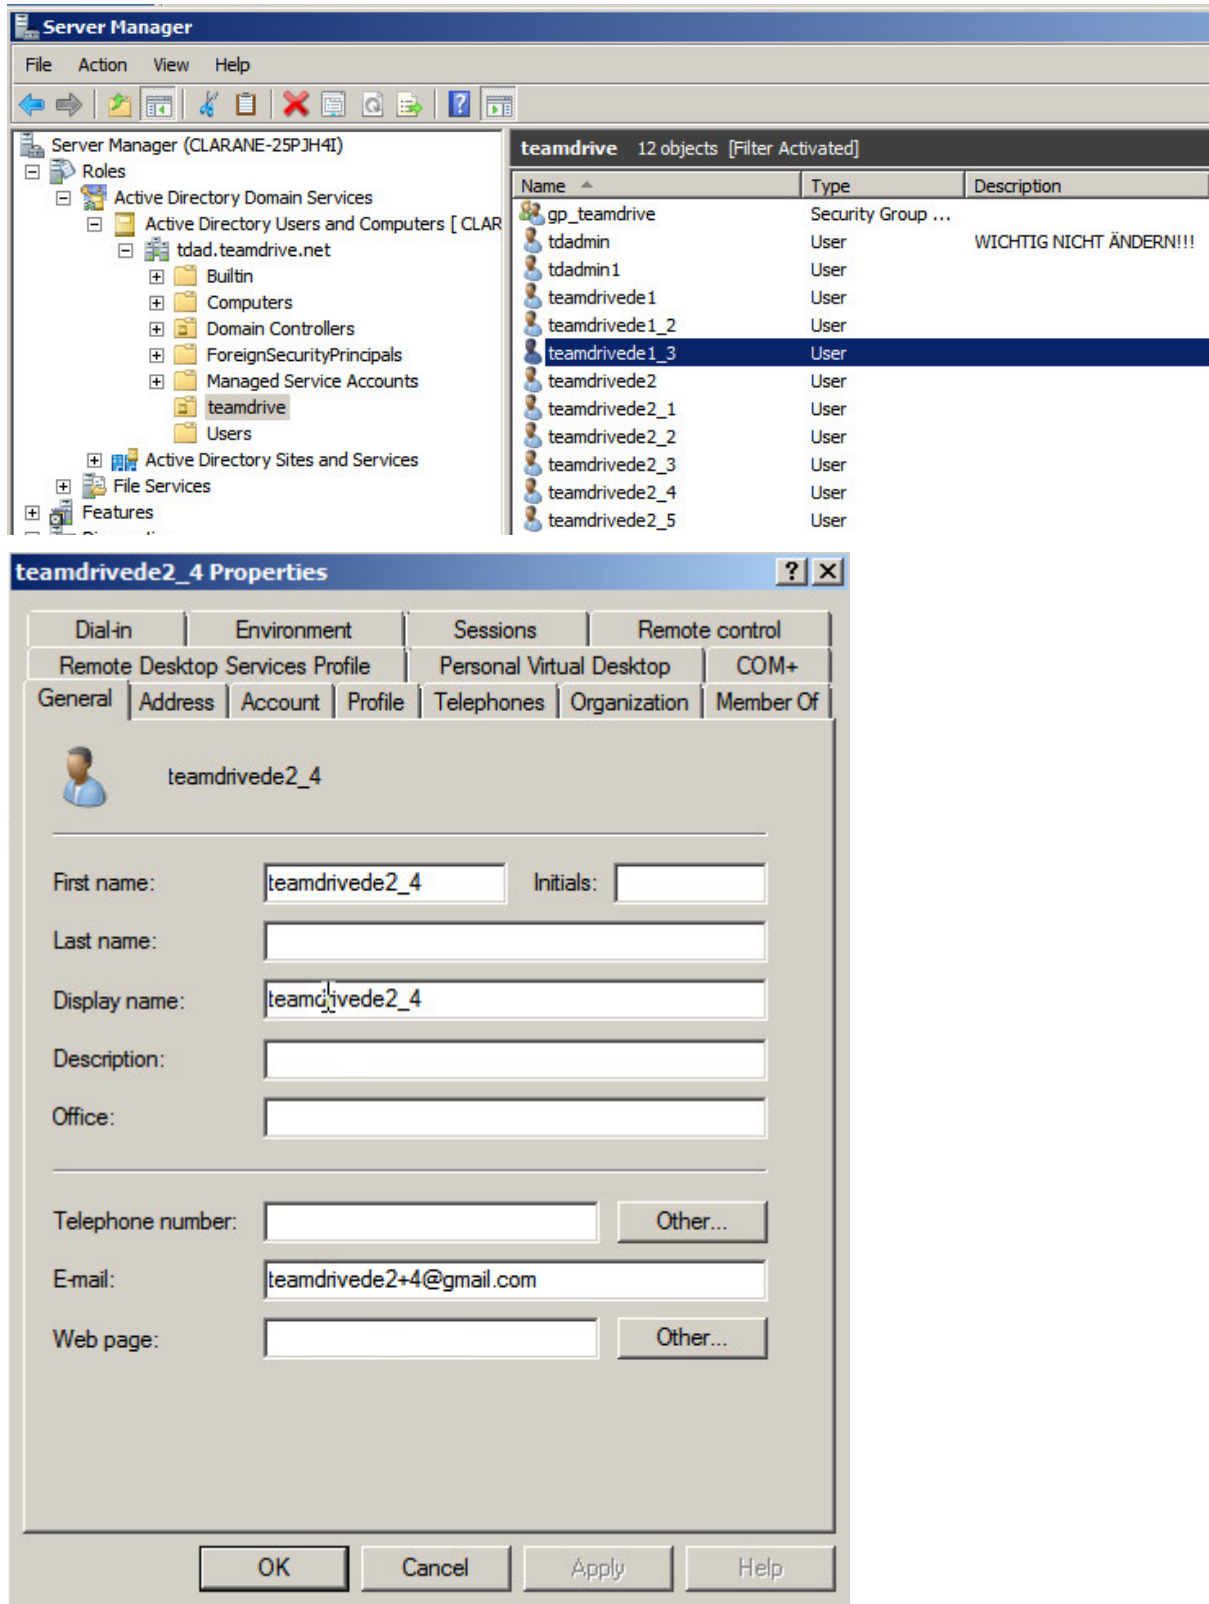 Server Manager
File Action View Help
Server Manager (CLARANE-25PJH4I)
Roles
Active Directory Domain Services
Active Directory Users and Computers [ CLAR
tdad.teamdrive.net
Builtin
Computers
Domain Controllers
ForeignSecurityPrincipals
Managed Service Accounts
teamdrive
Users
Active Directory Sites and Services
File Services
Features
teamdrive 12 objects [Filter Activated]
Name Type Description
gp_teamdrive Security Group ...
tdadmin User WICHTIG NICHT ÄNDERN!!!
tdadmin1 User
teamdrivede1 User
teamdrivede1_2 User
teamdrivede1_3 User
teamdrivede2 User
teamdrivede2_1 User
teamdrivede2_2 User
teamdrivede2_3 User
teamdrivede2_4 User
teamdrivede2_5 User
teamdrivede2_4 Properties
Dial-in Environment Sessions Remote control
Remote Desktop Services Profile Personal Virtual Desktop COM+
General Address Account Profile Telephones Organization Member Of
teamdrivede2_4
First name: teamdrivede2_4 Initials:
Last name:
Display name: teamdrivede2_4
Description:
Office:
Telephone number: Other...
E-mail: teamdrivede2+4@gmail.com
Web page: Other...
OK Cancel Apply Help